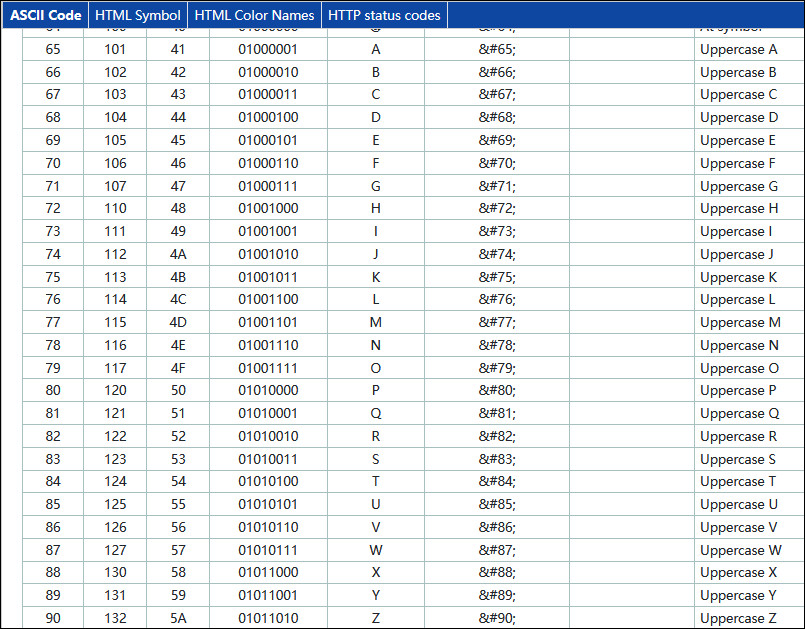 ASCII Code HTML Symbol HTML Color Names HTTP status codes
65 101 41 01000001 A &#65; Uppercase A
66 102 42 01000010 B &#66; Uppercase B
67 103 43 01000011 C &#67; Uppercase C
68 104 44 01000100 D &#68; Uppercase D
69 105 45 01000101 E &#69; Uppercase E
70 106 46 01000110 F &#70; Uppercase F
71 107 47 01000111 G &#71; Uppercase G
72 110 48 01001000 H &#72; Uppercase H
73 111 49 01001001 I &#73; Uppercase I
74 112 4A 01001010 J &#74; Uppercase J
75 113 4B 01001011 K &#75; Uppercase K
76 114 4C 01001100 L &#76; Uppercase L
77 115 4D 01001101 M &#77; Uppercase M
78 116 4E 01001110 N &#78; Uppercase N
79 117 4F 01001111 O &#79; Uppercase O
80 120 50 01010000 P &#80; Uppercase P
81 121 51 01010001 Q &#81; Uppercase Q
82 122 52 01010010 R &#82; Uppercase R
83 123 53 01010011 S &#83; Uppercase S
84 124 54 01010100 T &#84; Uppercase T
85 125 55 01010101 U &#85; Uppercase U
86 126 56 01010110 V &#86; Uppercase V
87 127 57 01010111 W &#87; Uppercase W
88 130 58 01011000 X &#88; Uppercase X
89 131 59 01011001 Y &#89; Uppercase Y
90 132 5A 01011010 Z &#90; Uppercase Z